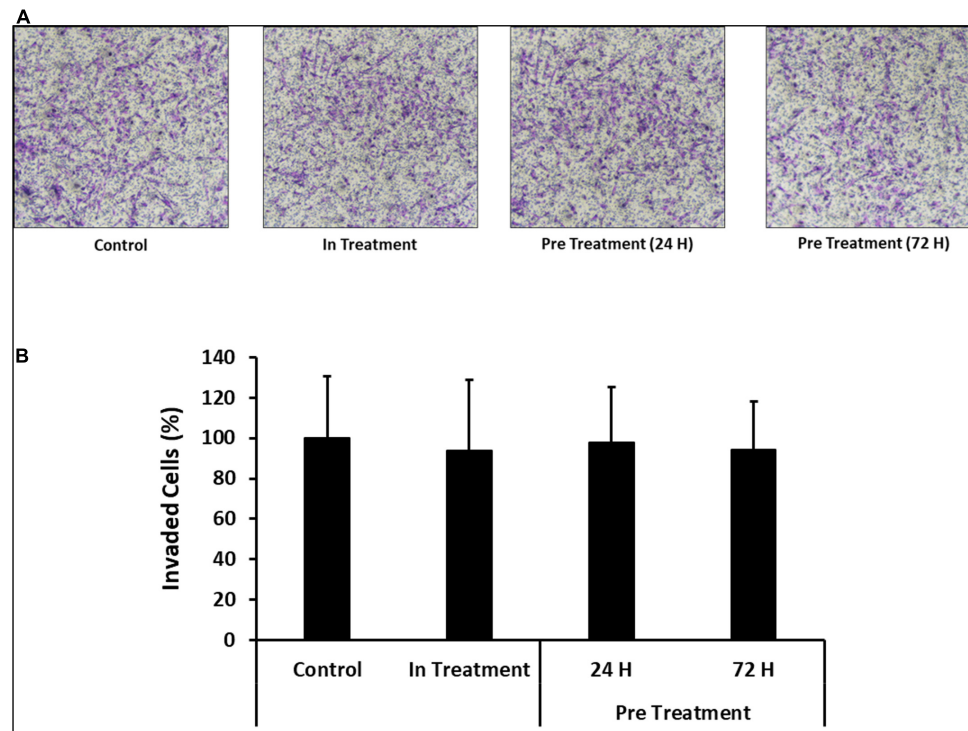 A
Control
In Treatment
Pre Treatment (24 H)
Pre Treatment (72 H)
B
Invaded Cells (%)
140
120
100
80
60
40
20
0
Control
In Treatment
24 H
72 H
Pre Treatment